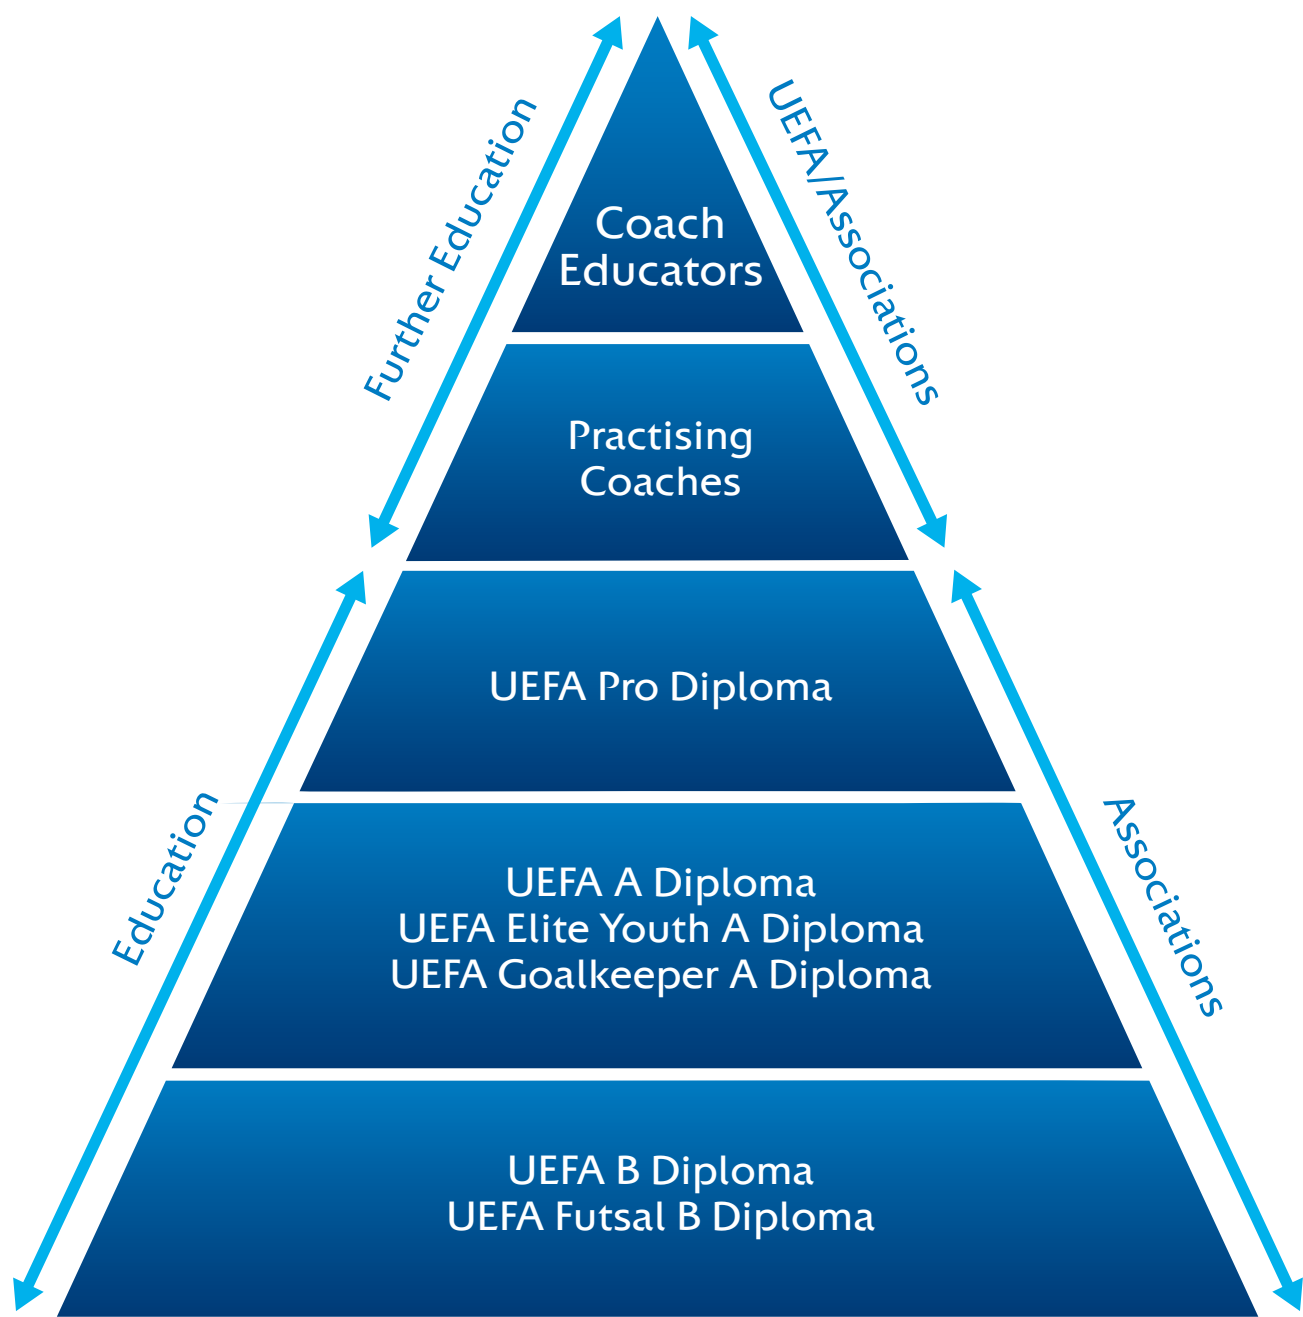 Further Education
UEFA/Associations
Coach
Educators
Practising
Coaches
UEFA Pro Diploma
Education
Associations
UEFA A Diploma
UEFA Elite Youth A Diploma
UEFA Goalkeeper A Diploma
UEFA B Diploma
UEFA Futsal B Diploma